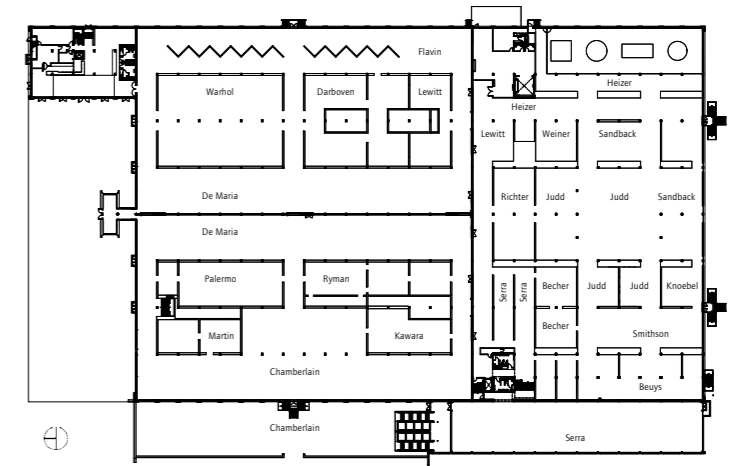 Flavin
Warhol
Darboven
Lewitt
Heizer
Heizer
Lewitt
Weiner
Sandback
De Maria
Richter
Judd
Judd
Sandback
De Maria
Palermo
Ryman
Serra
Serra
Becher
Judd
Judd
Knoebel
Martin
Kawara
Becher
Smithson
Chamberlain
Beuys
Chamberlain
Serra